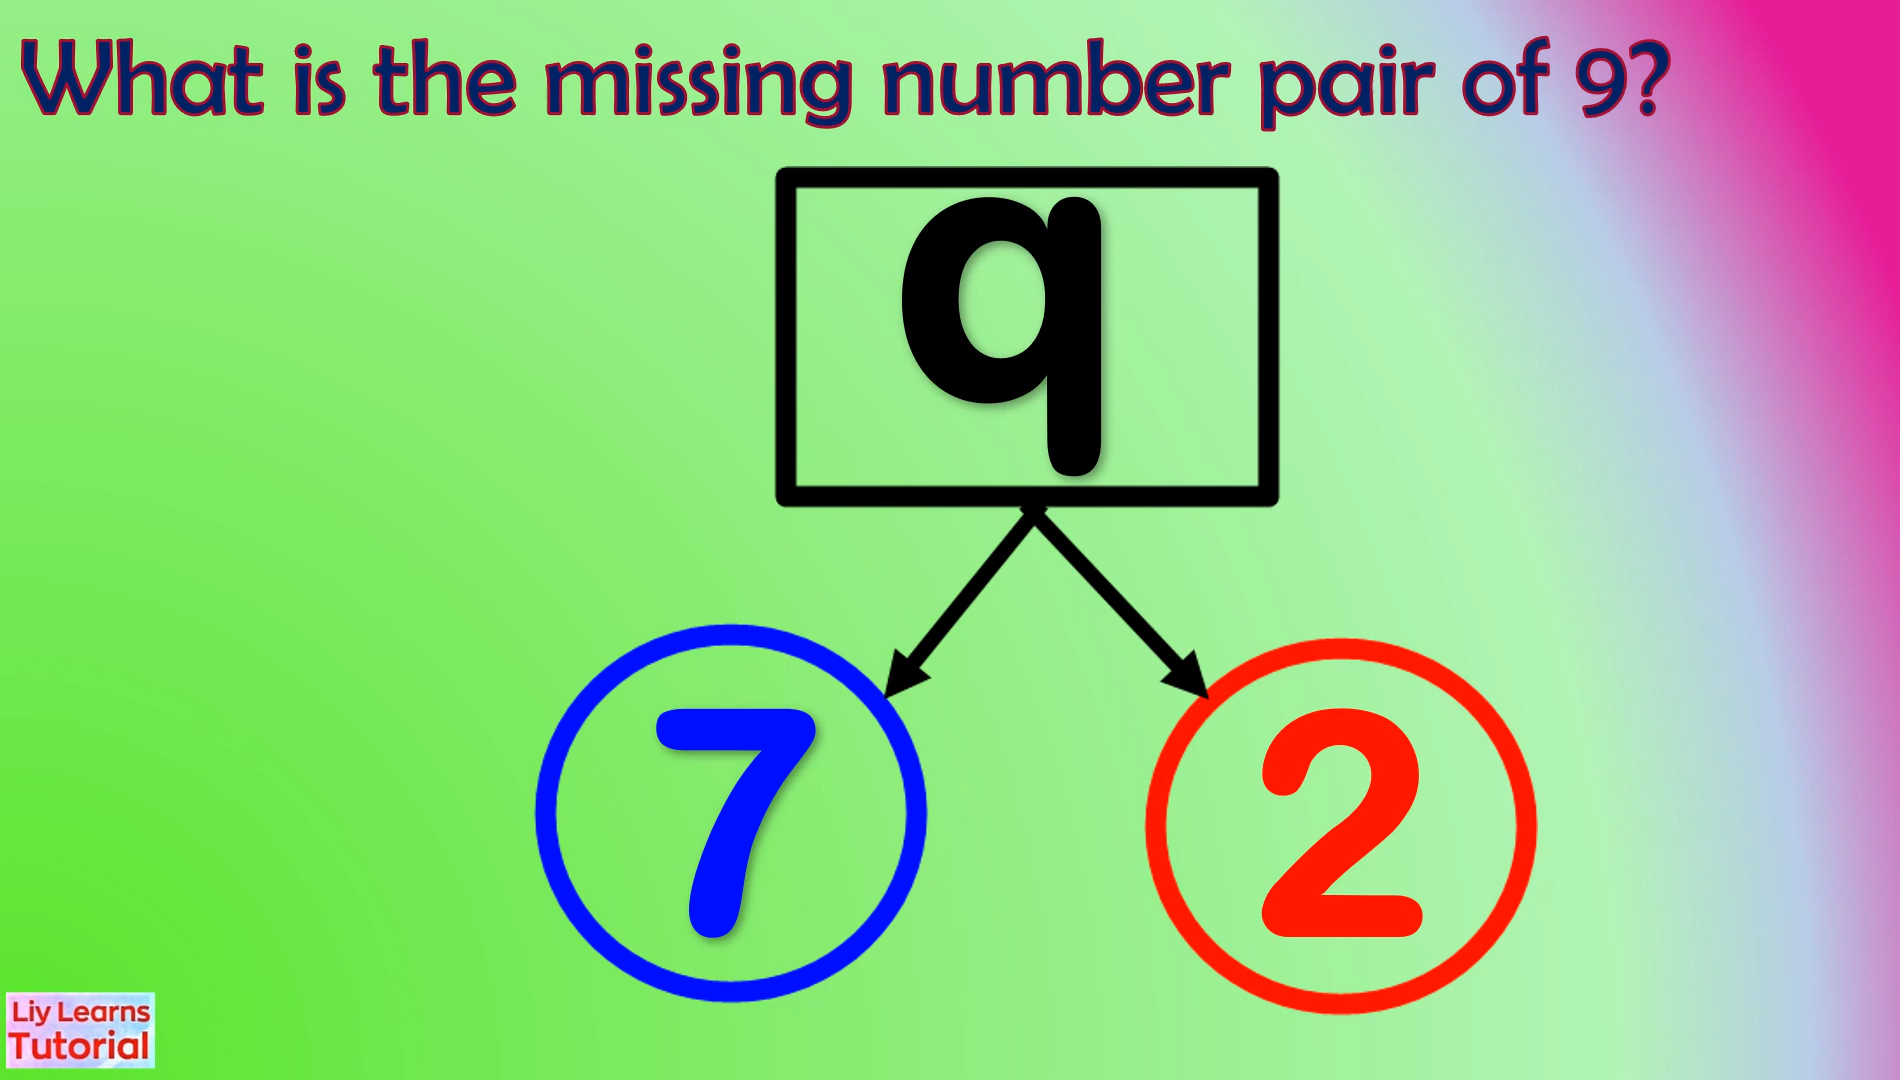 What is the missing number pair of 9?
9
7 2
Liy Learns
Tutorial